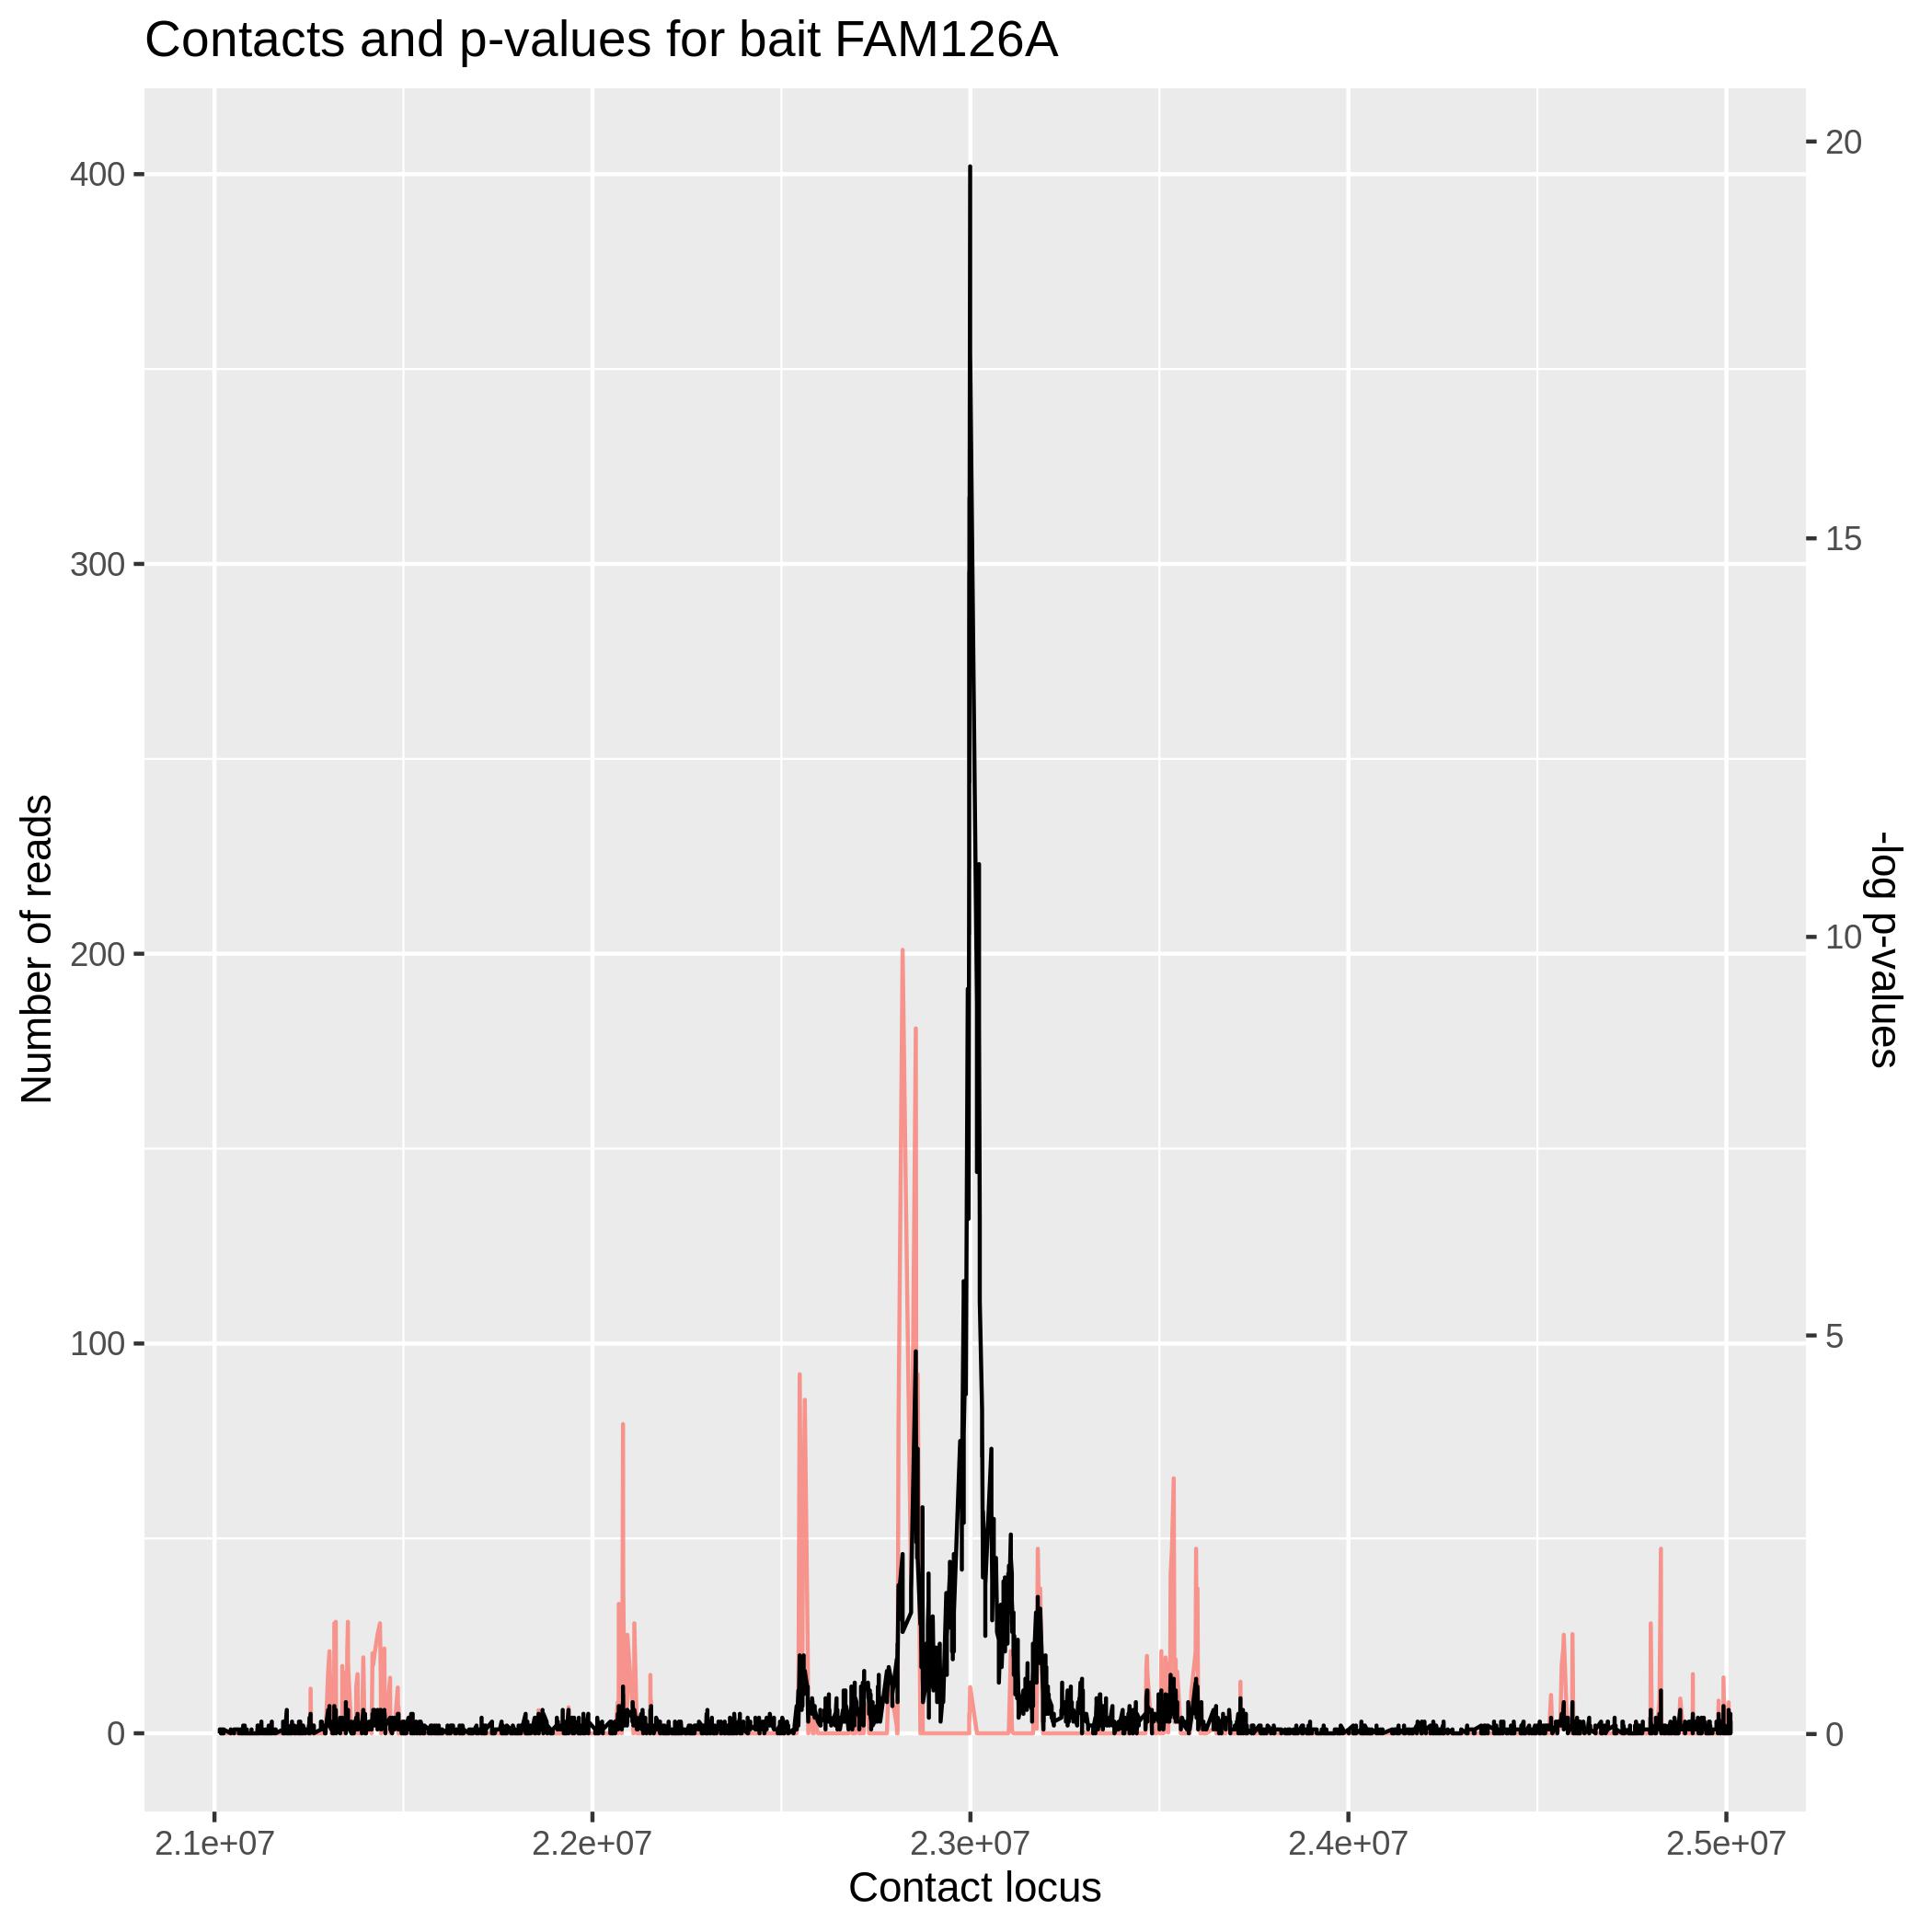 Contacts and p-values for bait FAM126A
Number of reads
400
300
200
100
0
20
15
10
5
0
-log p-values
2.1e+07 2.2e+07 2.3e+07 2.4e+07 2.5e+07
Contact locus